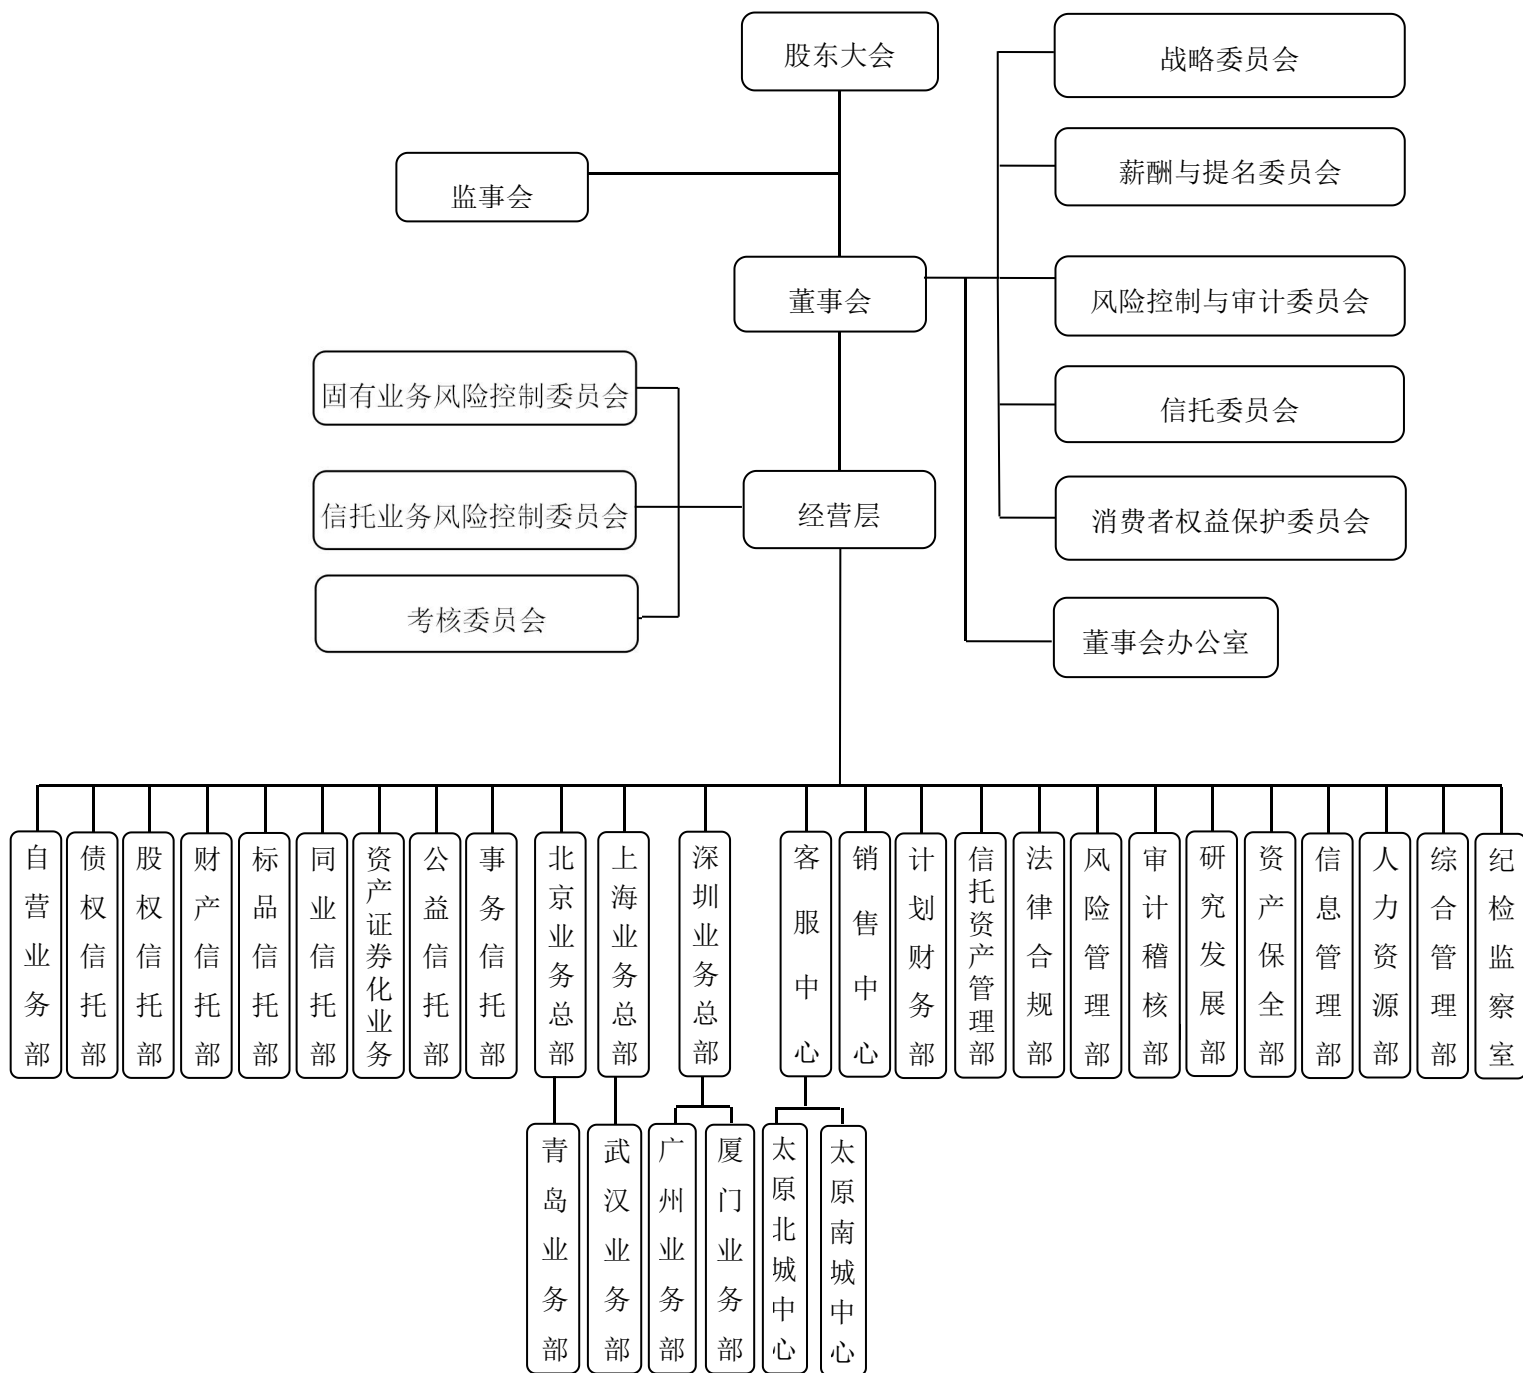 股东大会
战略委员会
监事会
薪酬与提名委员会
董事会
风险控制与审计委员会
固有业务风险控制委员会
信托委员会
信托业务风险控制委员会
经营层
消费者权益保护委员会
考核委员会
董事会办公室
自营业务部
债权信托部
股权信托部
财产信托部
标品信托部
同业信托部
资产证券化业务
公益信托部
事务信托部
北京业务总部
上海业务总部
深圳业务总部
客服中心
销售中心
计划财务部
信托资产管理部
法律合规部
风险管理部
审计稽核部
研究发展部
资产保全部
信息管理部
人力资源部
综合管理部
纪检监察室
青岛业务部
武汉业务部
广州业务部
厦门业务部
太原北城中心
太原南城中心